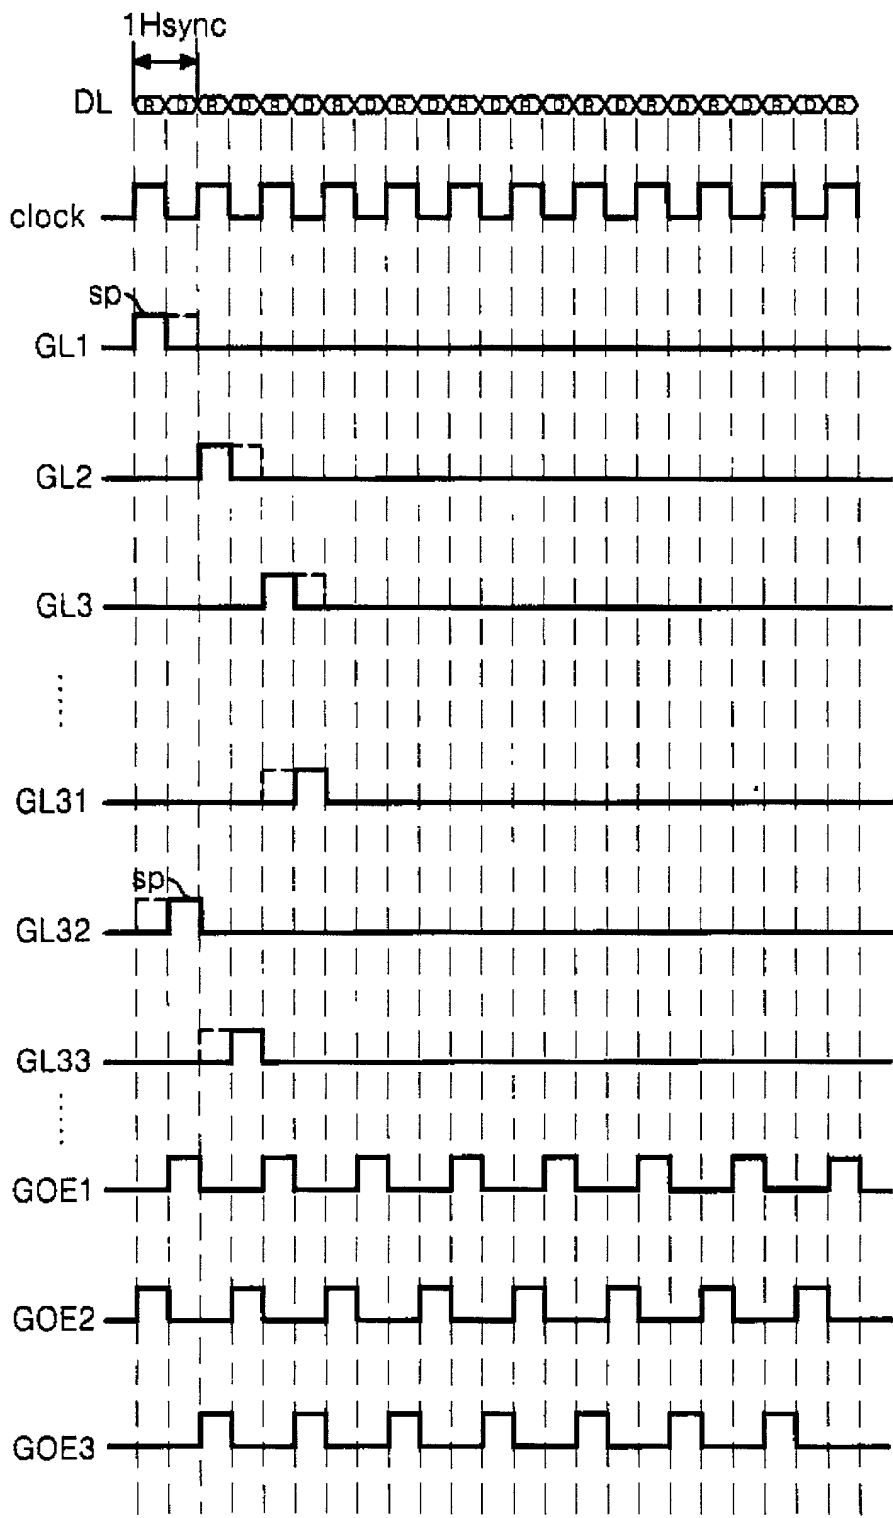 1Hsync
DL R D R D R D R D R D R D R D R D R D R D R D R
clock
sp
GL1
GL2
GL3
......
GL31
sp
GL32
GL33
......
GOE1
GOE2
GOE3